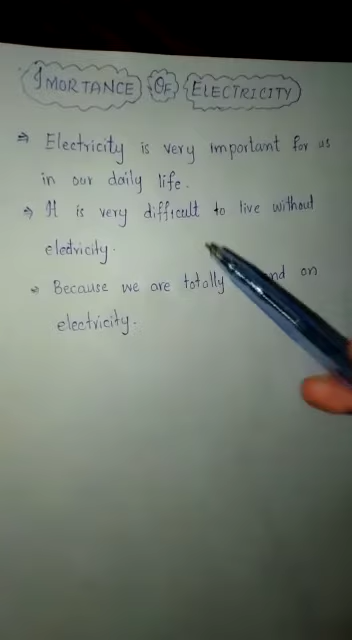 IMORTANCE OF ELECTRICITY
⇒ Electricity is very important for us
in our daily life.
⇒ It is very difficult to live without
electricity.
⇒ Because we are totally nd on
electricity.